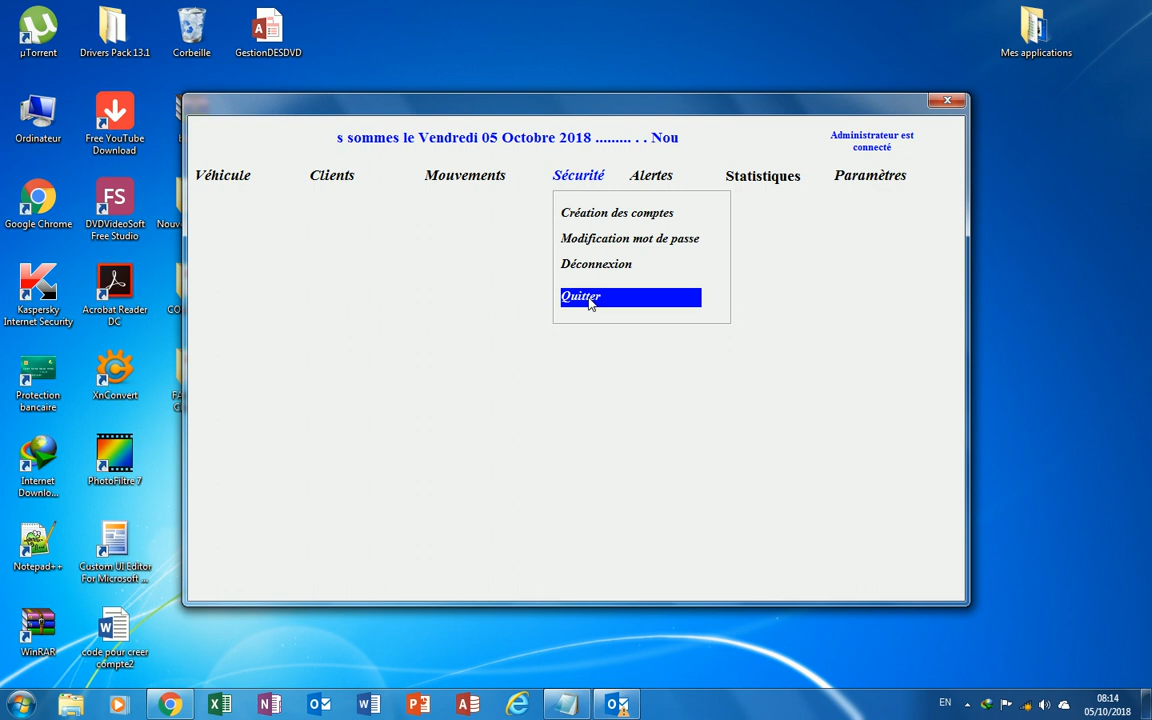 µTorrent
Drivers Pack 13.1
Corbeille
GestionDESDVD
Mes applications
Ordinateur
Free YouTube
Download
s sommes le Vendredi 05 Octobre 2018 ......... . . Nou
Administrateur est
connecté
Véhicule
Clients
Mouvements
Sécurité
Alertes
Statistiques
Paramètres
Création des comptes
Modification mot de passe
Déconnexion
Quitter
Google Chrome
DVDVideoSoft
Free Studio
Nouv
Kaspersky
Internet Security
Acrobat Reader
DC
CO
Protection
bancaire
XnConvert
Internet
Downlo...
PhotoFiltre 7
Notepad++
Custom UI Editor
For Microsoft ...
WinRAR
code pour creer
compte2
EN
08:14
05/10/2018